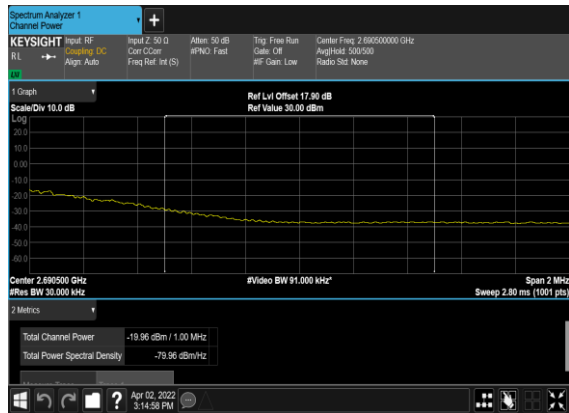 Spectrum Analyzer 1
Channel Power
+
KEYSIGHT Input: RF Input Z: 50 Ω Atten: 50 dB Trig: Free Run Center Freq: 2.690500000 GHz
RL Coupling: DC Corr CCorr #PNO: Fast Gate: Off Avg|Hold: 500/500
Align: Auto Freq Ref: Int (S) #IF Gain: Low Radio Std: None
1 Graph
Ref Lvl Offset 17.90 dB
Scale/Div 10.0 dB Ref Value 30.00 dBm
Log
20.0
10.0
0.00
-10.0
-20.0
-30.0
-40.0
-50.0
-60.0
Center 2.690500 GHz #Video BW 91.000 kHz* Span 2 MHz
#Res BW 30.000 kHz Sweep 2.80 ms (1001 pts)
2 Metrics
Total Channel Power -19.96 dBm / 1.00 MHz
Total Power Spectral Density -79.96 dBm/Hz
? Apr 02, 2022
3:14:58 PM